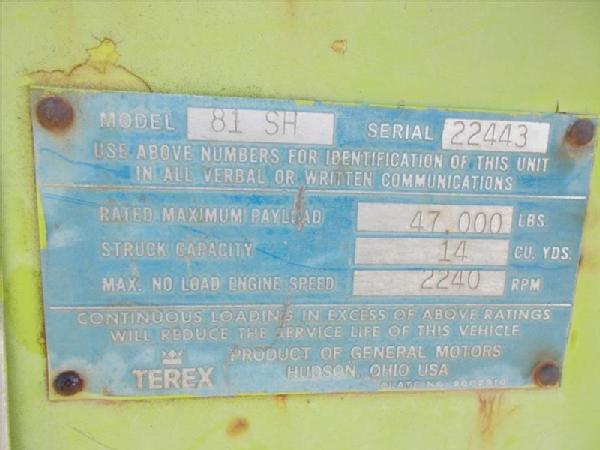 MODEL 81 SH SERIAL 22443
USE ABOVE NUMBERS FOR IDENTIFICATION OF THIS UNIT
IN ALL VERBAL OR WRITTEN COMMUNICATIONS
RATED MAXIMUM PAYLOAD 47,000 LBS.
STRUCK CAPACITY 14 CU. YDS.
MAX. NO LOAD ENGINE SPEED 2240 RPM
CONTINUOUS LOADING IN EXCESS OF ABOVE RATINGS
WILL REDUCE THE SERVICE LIFE OF THIS VEHICLE.
TEREX PRODUCT OF GENERAL MOTORS
HUDSON, OHIO USA
PLATE NO.